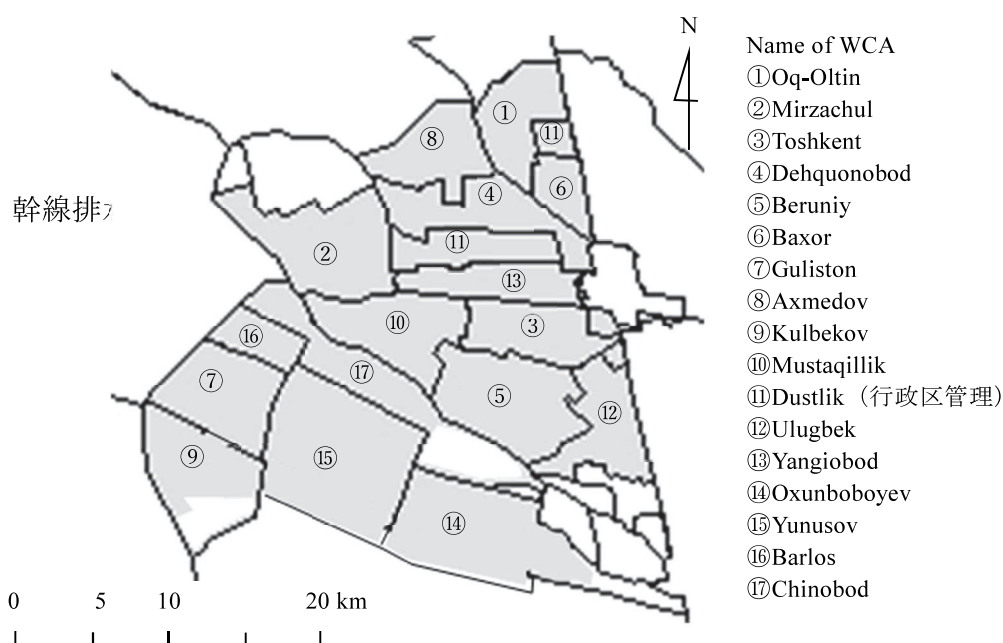 N
Name of WCA
①Oq-Oltin
②Mirzachul
③Toshkent
④Dehquonobod
⑤Beruniy
⑥Baxor
⑦Guliston
⑧Axmedov
⑨Kulbekov
⑩Mustaqillik
⑪Dustlik（行政区管理）
⑫Ulugbek
⑬Yangiobod
⑭Oxunboboyev
⑮Yunusov
⑯Barlos
⑰Chinobod
①
⑪
⑧
⑥
④
幹線排
⑪
②
⑬
⑩
③
⑯
⑰
⑦
⑤
⑫
⑨
⑮
⑭
0 5 10 20 km